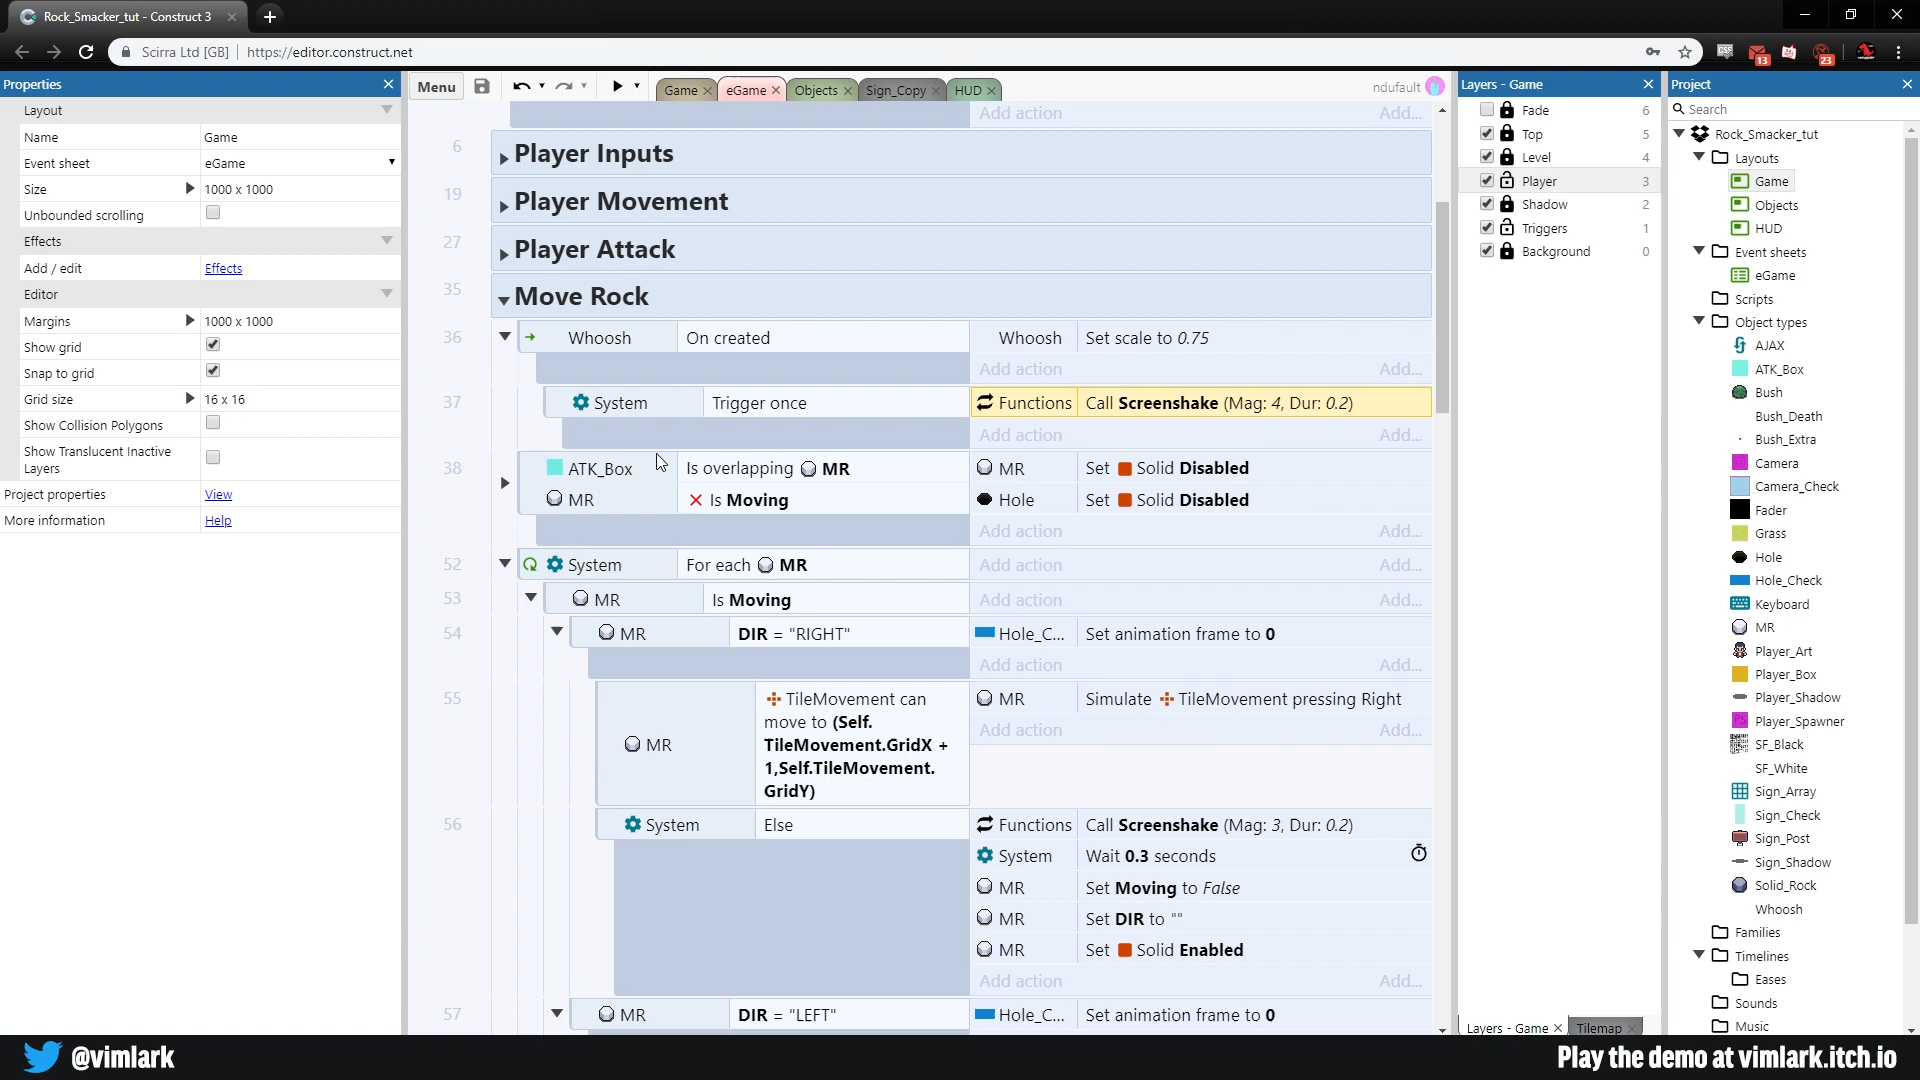 Rock_Smacker_tut - Construct 3
Scirra Ltd [GB] | https://editor.construct.net
13
23
Properties
Layout
Name Game
Event sheet eGame
Size 1000 x 1000
Unbounded scrolling
Effects
Add / edit Effects
Editor
Margins 1000 x 1000
Show grid
Snap to grid
Grid size 16 x 16
Show Collision Polygons
Show Translucent Inactive
Layers
Project properties View
More information Help
Menu
Game
eGame
Objects
Sign_Copy
HUD
ndufault
Add action Add...
6 Player Inputs
19 Player Movement
27 Player Attack
35 Move Rock
36 Whoosh On created Whoosh Set scale to 0.75
Add action Add...
37 System Trigger once Functions Call Screenshake (Mag: 4, Dur: 0.2)
Add action Add...
38 ATK_Box Is overlapping MR MR Set Solid Disabled
MR Is Moving Hole Set Solid Disabled
Add action Add...
52 System For each MR Add action Add...
53 MR Is Moving Add action Add...
54 MR DIR = "RIGHT" Hole_C... Set animation frame to 0
Add action Add...
55 MR TileMovement can
move to (Self.
TileMovement.GridX +
1,Self.TileMovement.
GridY)
MR Simulate TileMovement pressing Right
Add action Add...
56 System Else Functions Call Screenshake (Mag: 3, Dur: 0.2)
System Wait 0.3 seconds
MR Set Moving to False
MR Set DIR to ""
MR Set Solid Enabled
Add action Add...
57 MR DIR = "LEFT" Hole_C... Set animation frame to 0
Layers - Game
Fade 6
Top 5
Level 4
Player 3
Shadow 2
Triggers 1
Background 0
Layers - Game
Tilemap
Project
Search
Rock_Smacker_tut
Layouts
Game
Objects
HUD
Event sheets
eGame
Scripts
Object types
AJAX
ATK_Box
Bush
Bush_Death
Bush_Extra
Camera
Camera_Check
Fader
Grass
Hole
Hole_Check
Keyboard
MR
Player_Art
Player_Box
Player_Shadow
Player_Spawner
SF_Black
SF_White
Sign_Array
Sign_Check
Sign_Post
Sign_Shadow
Solid_Rock
Whoosh
Families
Timelines
Eases
Sounds
Music
@vimlark
Play the demo at vimlark.itch.io